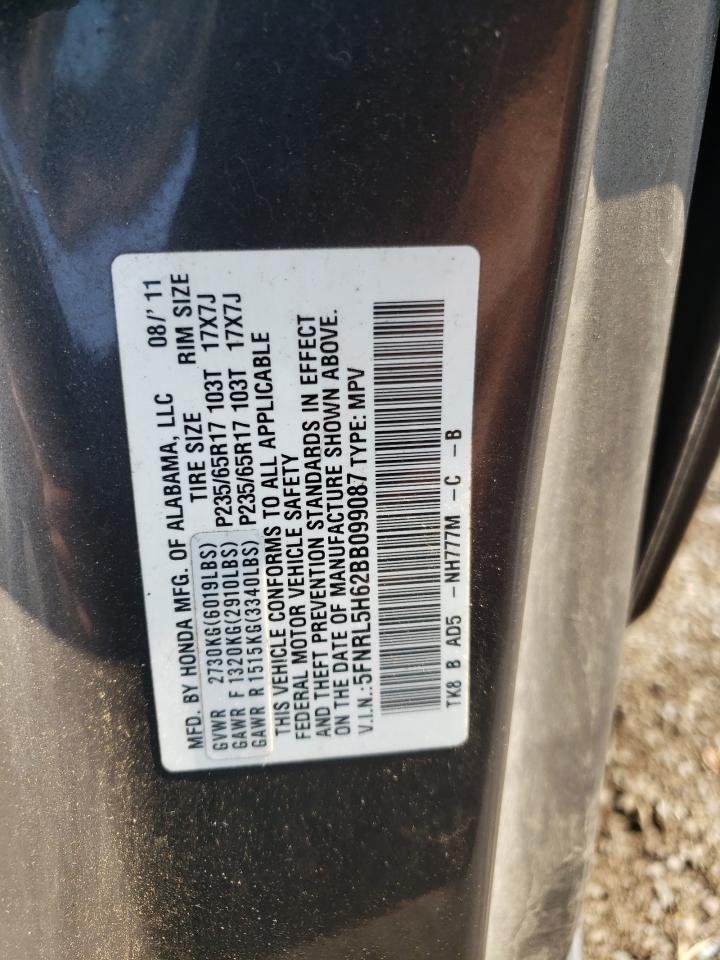 MFD. BY HONDA MFG. OF ALABAMA, LLC 08/'11
TIRE SIZE RIM SIZE
GVWR 2730KG(6019LBS)
GAWR F 1320KG(2910LBS) P235/65R17 103T 17X7J
GAWR R 1515KG(3340LBS) P235/65R17 103T 17X7J
THIS VEHICLE CONFORMS TO ALL APPLICABLE
FEDERAL MOTOR VEHICLE SAFETY
AND THEFT PREVENTION STANDARDS IN EFFECT
ON THE DATE OF MANUFACTURE SHOWN ABOVE.
V.I.N.:5FNRL5H62BB099087 TYPE: MPV
TK8 B AD5 -NH777M -C -B